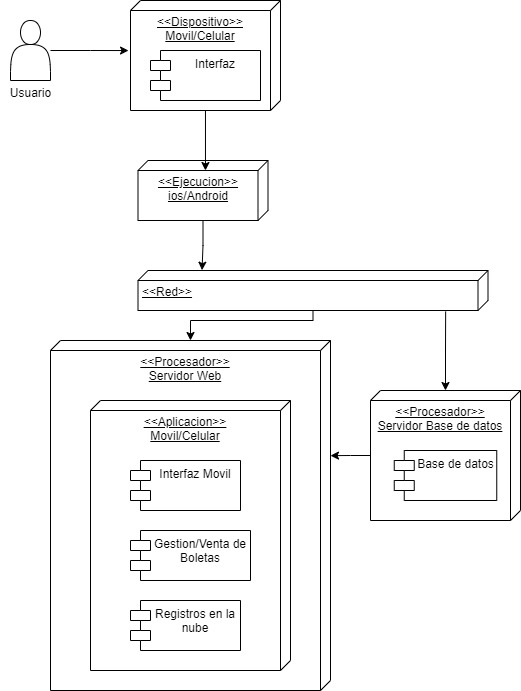 <<Dispositivo>>
Movil/Celular
Interfaz
Usuario
<<Ejecucion>>
ios/Android
<<Red>>
<<Procesador>>
Servidor Web
<<Aplicacion>>
Movil/Celular
Interfaz Movil
Gestion/Venta de
Boletas
Registros en la
nube
<<Procesador>>
Servidor Base de datos
Base de datos